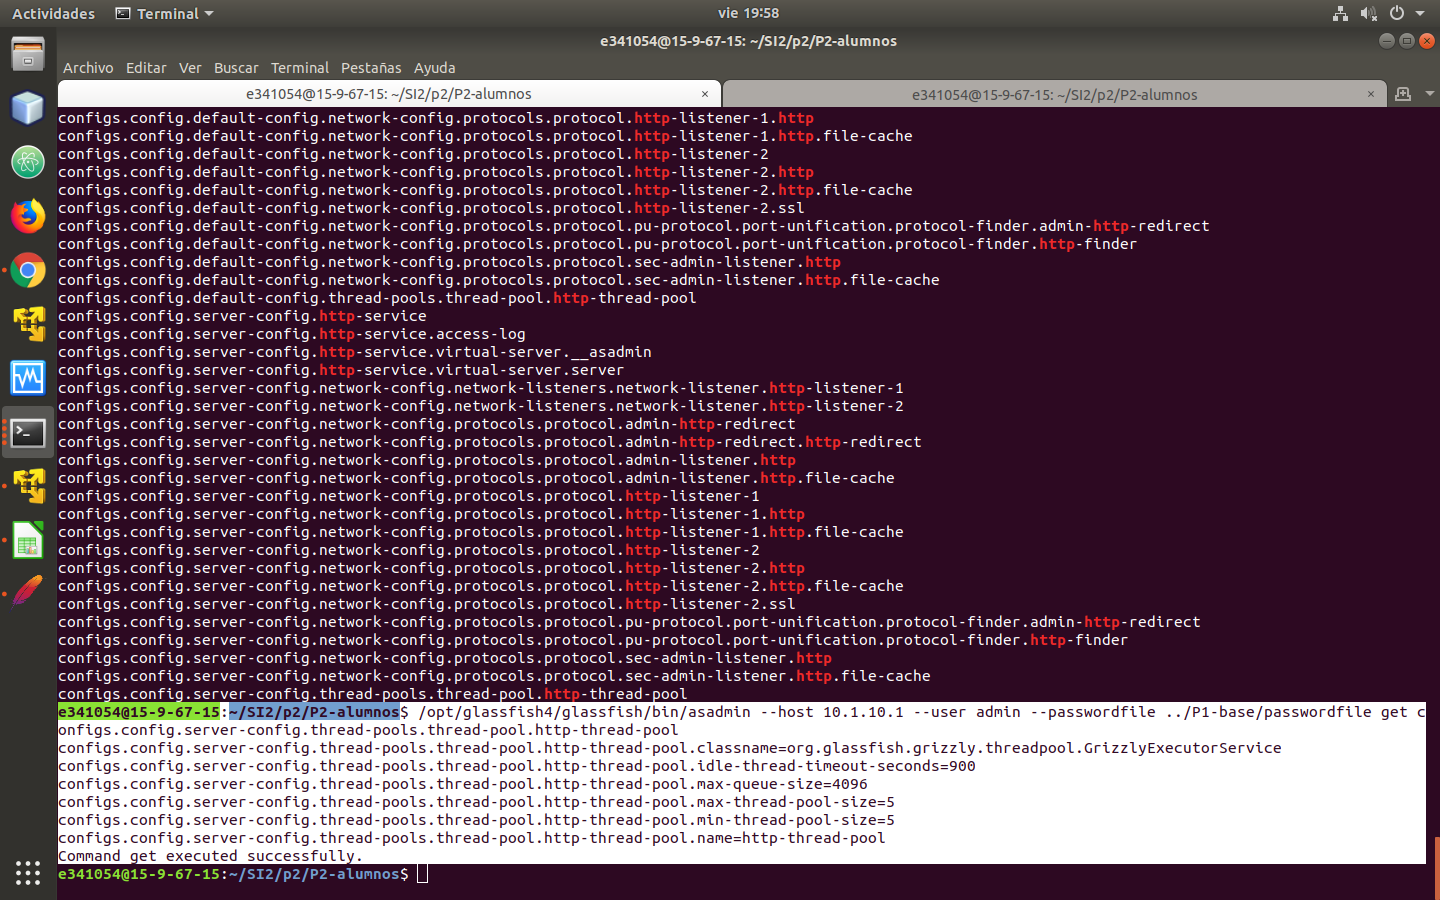 Actividades
Terminal
vie 19:58
e341054@15-9-67-15: ~/SI2/p2/P2-alumnos
Archivo Editar Ver Buscar Terminal Pestañas Ayuda
e341054@15-9-67-15: ~/SI2/p2/P2-alumnos ×
e341054@15-9-67-15: ~/SI2/p2/P2-alumnos ×
configs.config.default-config.network-config.protocols.protocol.http-listener-1.http
configs.config.default-config.network-config.protocols.protocol.http-listener-1.http.file-cache
configs.config.default-config.network-config.protocols.protocol.http-listener-2
configs.config.default-config.network-config.protocols.protocol.http-listener-2.http
configs.config.default-config.network-config.protocols.protocol.http-listener-2.http.file-cache
configs.config.default-config.network-config.protocols.protocol.http-listener-2.ssl
configs.config.default-config.network-config.protocols.protocol.pu-protocol.port-unification.protocol-finder.admin-http-redirect
configs.config.default-config.network-config.protocols.protocol.pu-protocol.port-unification.protocol-finder.http-finder
configs.config.default-config.network-config.protocols.protocol.sec-admin-listener.http
configs.config.default-config.network-config.protocols.protocol.sec-admin-listener.http.file-cache
configs.config.default-config.thread-pools.thread-pool.http-thread-pool
configs.config.server-config.http-service
configs.config.server-config.http-service.access-log
configs.config.server-config.http-service.virtual-server.__asadmin
configs.config.server-config.http-service.virtual-server.server
configs.config.server-config.network-config.network-listeners.network-listener.http-listener-1
configs.config.server-config.network-config.network-listeners.network-listener.http-listener-2
configs.config.server-config.network-config.protocols.protocol.admin-http-redirect
configs.config.server-config.network-config.protocols.protocol.admin-http-redirect.http-redirect
configs.config.server-config.network-config.protocols.protocol.admin-listener.http
configs.config.server-config.network-config.protocols.protocol.admin-listener.http.file-cache
configs.config.server-config.network-config.protocols.protocol.http-listener-1
configs.config.server-config.network-config.protocols.protocol.http-listener-1.http
configs.config.server-config.network-config.protocols.protocol.http-listener-1.http.file-cache
configs.config.server-config.network-config.protocols.protocol.http-listener-2
configs.config.server-config.network-config.protocols.protocol.http-listener-2.http
configs.config.server-config.network-config.protocols.protocol.http-listener-2.http.file-cache
configs.config.server-config.network-config.protocols.protocol.http-listener-2.ssl
configs.config.server-config.network-config.protocols.protocol.pu-protocol.port-unification.protocol-finder.admin-http-redirect
configs.config.server-config.network-config.protocols.protocol.pu-protocol.port-unification.protocol-finder.http-finder
configs.config.server-config.network-config.protocols.protocol.sec-admin-listener.http
configs.config.server-config.network-config.protocols.protocol.sec-admin-listener.http.file-cache
configs.config.server-config.thread-pools.thread-pool.http-thread-pool
e341054@15-9-67-15:~/SI2/p2/P2-alumnos$ /opt/glassfish4/glassfish/bin/asadmin --host 10.1.10.1 --user admin --passwordfile ../P1-base/passwordfile get c
onfigs.config.server-config.thread-pools.thread-pool.http-thread-pool
configs.config.server-config.thread-pools.thread-pool.http-thread-pool.classname=org.glassfish.grizzly.threadpool.GrizzlyExecutorService
configs.config.server-config.thread-pools.thread-pool.http-thread-pool.idle-thread-timeout-seconds=900
configs.config.server-config.thread-pools.thread-pool.http-thread-pool.max-queue-size=4096
configs.config.server-config.thread-pools.thread-pool.http-thread-pool.max-thread-pool-size=5
configs.config.server-config.thread-pools.thread-pool.http-thread-pool.min-thread-pool-size=5
configs.config.server-config.thread-pools.thread-pool.http-thread-pool.name=http-thread-pool
Command get executed successfully.
e341054@15-9-67-15:~/SI2/p2/P2-alumnos$